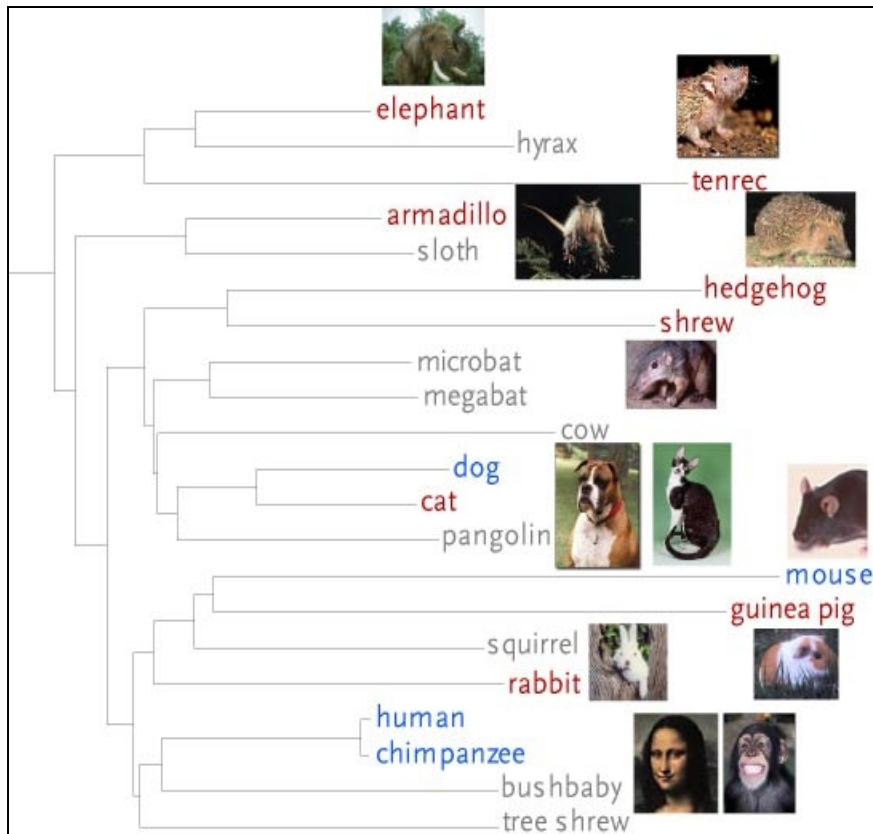 elephant
hyrax
tenrec
armadillo
sloth
hedgehog
shrew
microbat
megabat
cow
dog
cat
pangolin
mouse
guinea pig
squirrel
rabbit
human
chimpanzee
bushbaby
tree shrew